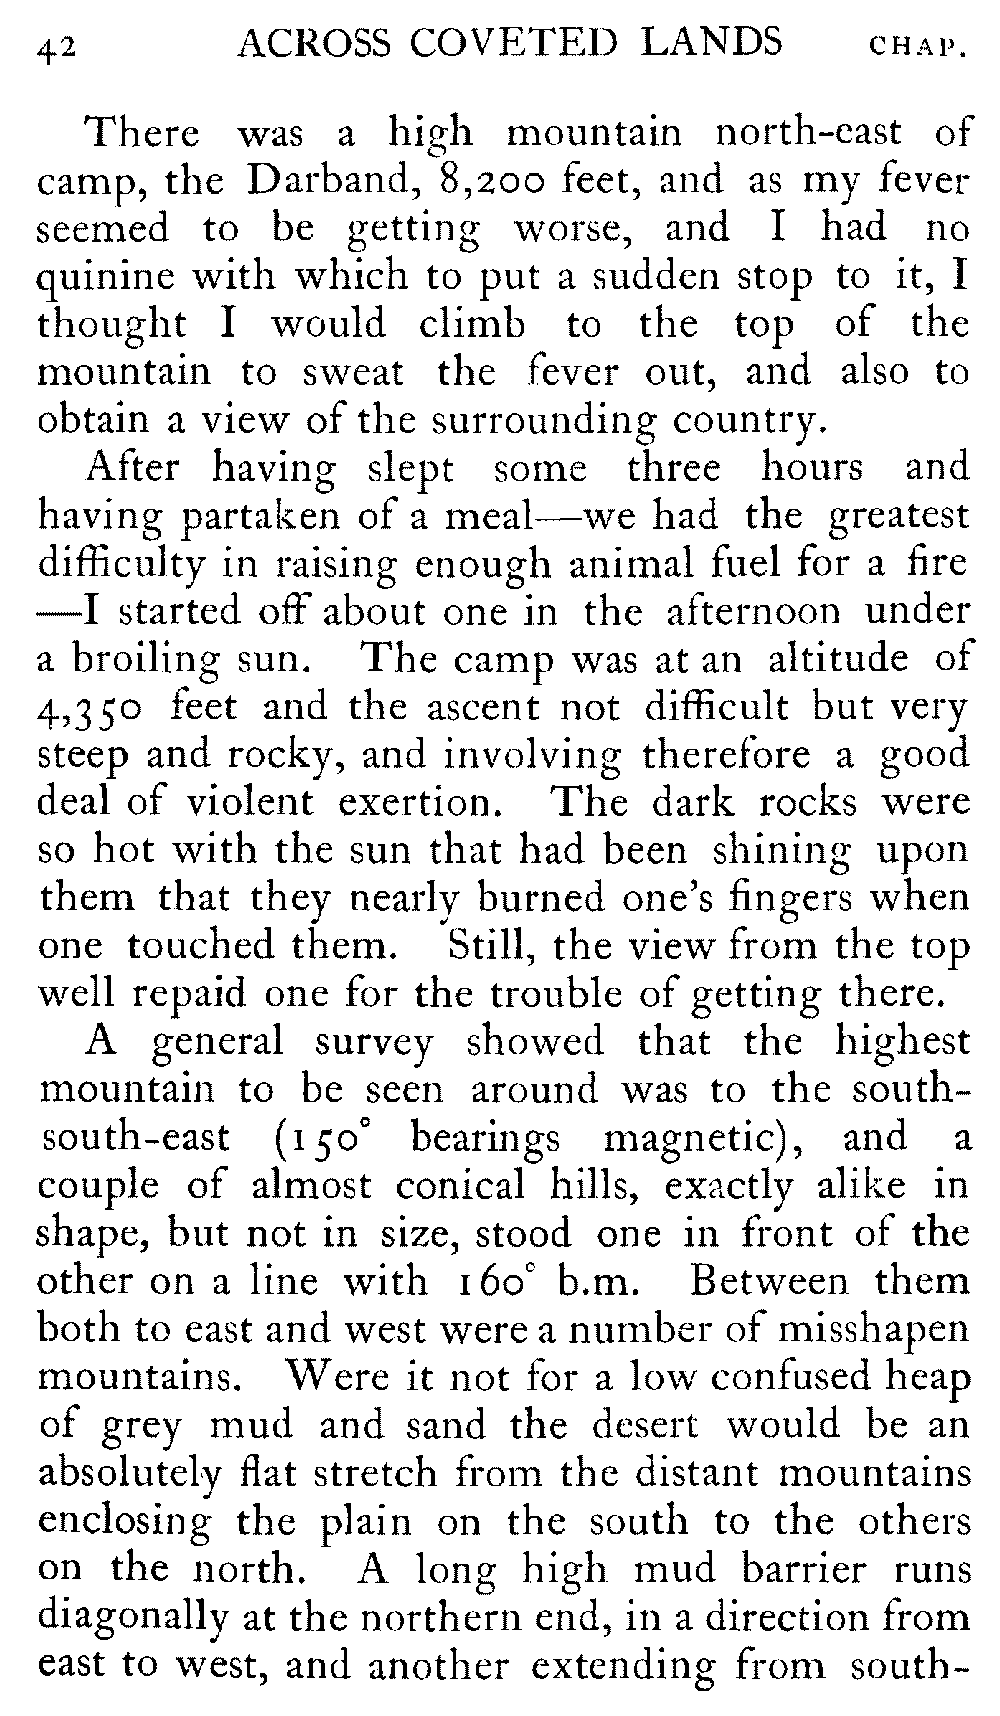 42 ACROSS COVETED LANDS CHAP.
There was a high mountain north-east of
camp, the Darband, 8,200 feet, and as my fever
seemed to be getting worse, and I had no
quinine with which to put a sudden stop to it, I
thought I would climb to the top of the
mountain to sweat the fever out, and also to
obtain a view of the surrounding country.
After having slept some three hours and
having partaken of a meal—we had the greatest
difficulty in raising enough animal fuel for a fire
—I started off about one in the afternoon under
a broiling sun. The camp was at an altitude of
4,350 feet and the ascent not difficult but very
steep and rocky, and involving therefore a good
deal of violent exertion. The dark rocks were
so hot with the sun that had been shining upon
them that they nearly burned one's fingers when
one touched them. Still, the view from the top
well repaid one for the trouble of getting there.
A general survey showed that the highest
mountain to be seen around was to the south-
south-east (150° bearings magnetic), and a
couple of almost conical hills, exactly alike in
shape, but not in size, stood one in front of the
other on a line with 160° b.m. Between them
both to east and west were a number of misshapen
mountains. Were it not for a low confused heap
of grey mud and sand the desert would be an
absolutely flat stretch from the distant mountains
enclosing the plain on the south to the others
on the north. A long high mud barrier runs
diagonally at the northern end, in a direction from
east to west, and another extending from south-